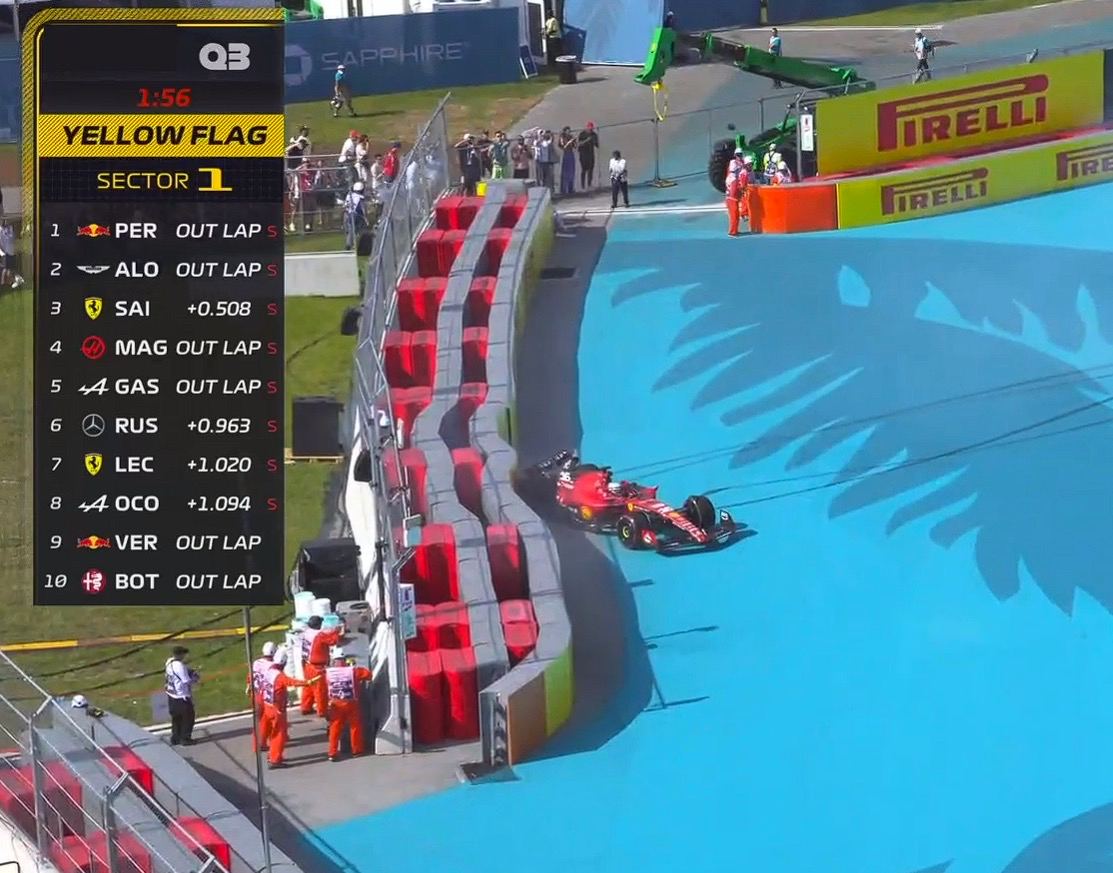 Q3
1:56
YELLOW FLAG
SECTOR 1
1 PER OUT LAP S
2 ALO OUT LAP S
3 SAI +0.508 S
4 MAG OUT LAP S
5 GAS OUT LAP S
6 RUS +0.963 S
7 LEC +1.020 S
8 OCO +1.094 S
9 VER OUT LAP
10 BOT OUT LAP
SAPPHIRE
PIRELLI
PIRELLI